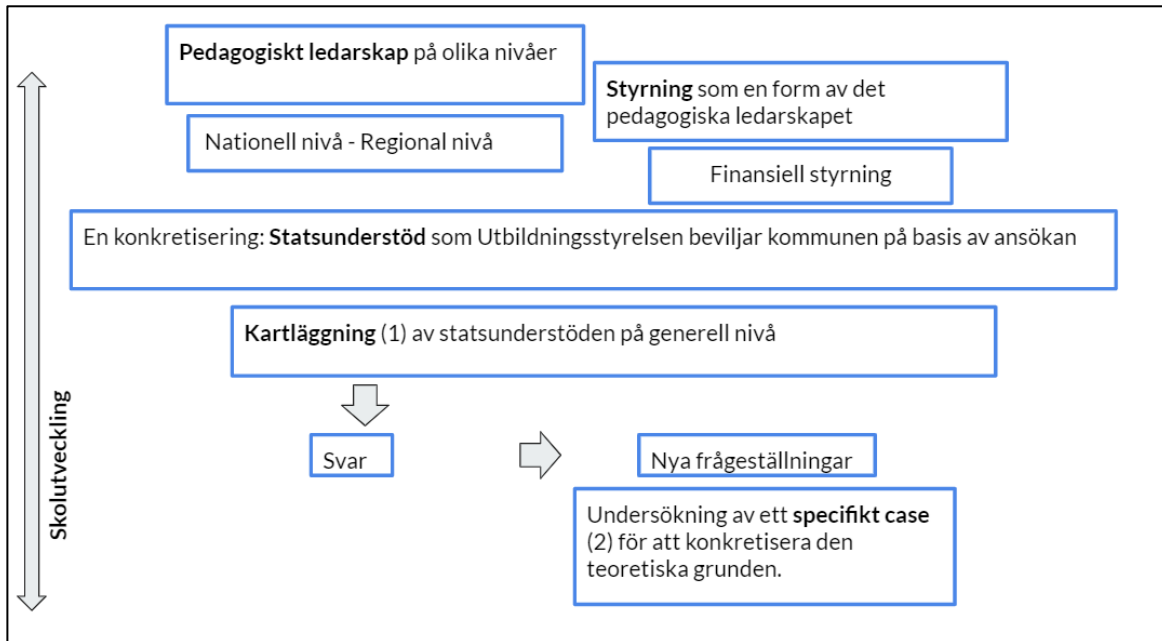 Pedagogiskt ledarskap på olika nivåer
Styrning som en form av det
pedagogiska ledarskapet
Nationell nivå - Regional nivå
Finansiell styrning
En konkretisering: Statsunderstöd som Utbildningsstyrelsen beviljar kommunen på basis av ansökan
Kartläggning (1) av statsunderstöden på generell nivå
Skolutveckling
Svar
Nya frågeställningar
Undersökning av ett specifikt case
(2) för att konkretisera den
teoretiska grunden.